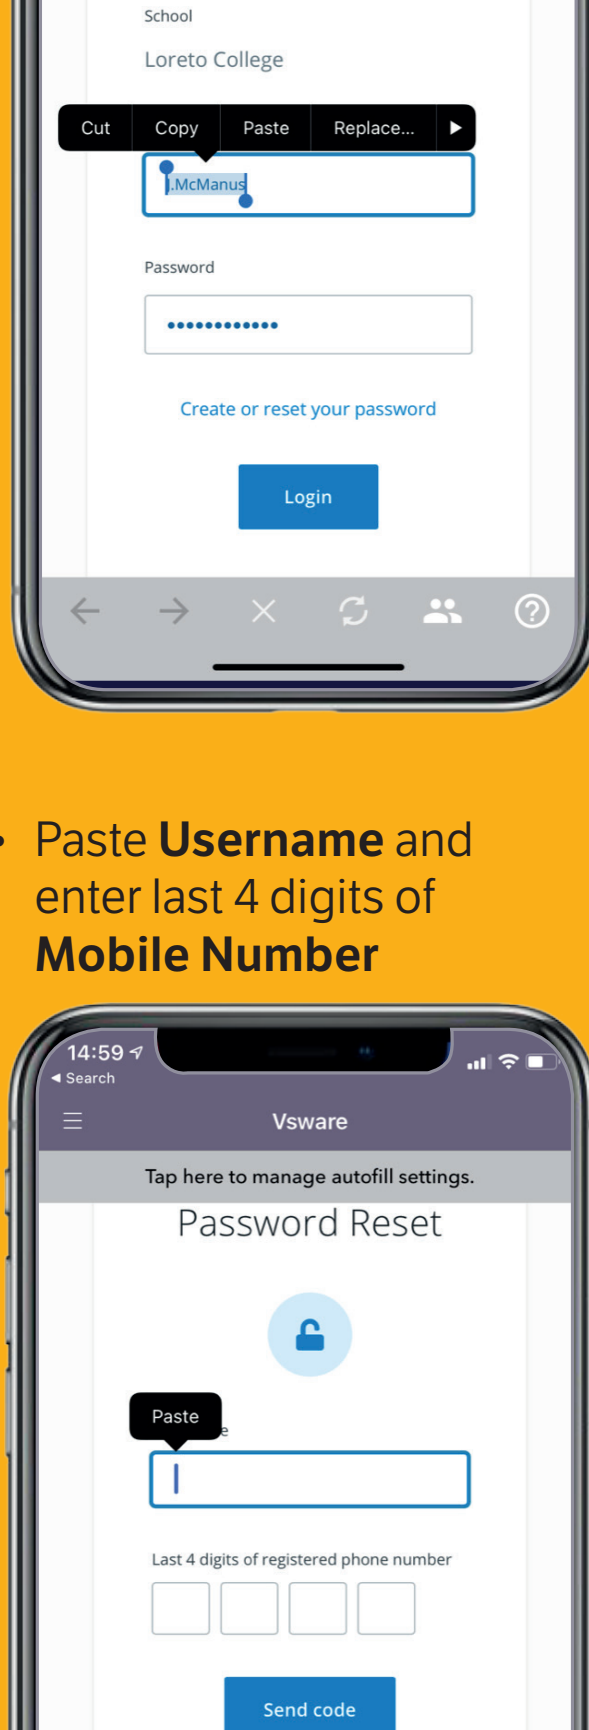 School
Loreto College
Cut Copy Paste Replace...
.McManus
Password
Create or reset your password
Login
• Paste Username and
enter last 4 digits of
Mobile Number
14:59
Search
Vsware
Tap here to manage autofill settings.
Password Reset
Paste
Last 4 digits of registered phone number
Send code